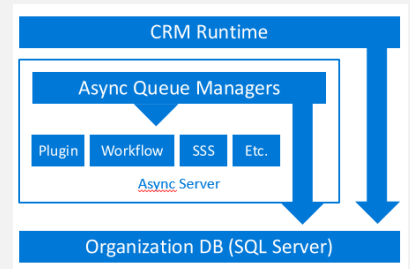 CRM Runtime
Async Queue Managers
Plugin Workflow SSS Etc.
Async Server
Organization DB (SQL Server)